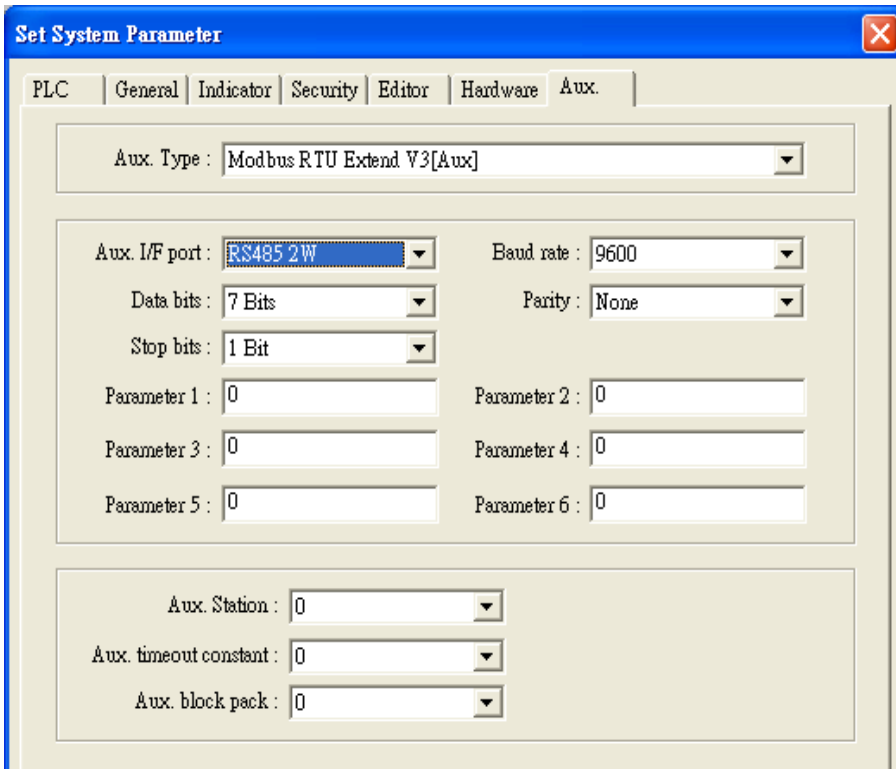 Set System Parameter
PLC General Indicator Security Editor Hardware Aux.
Aux. Type : Modbus RTU Extend V3[Aux]
Aux. I/F port : RS485 2W Baud rate : 9600
Data bits : 7 Bits Parity : None
Stop bits : 1 Bit
Parameter 1 : 0 Parameter 2 : 0
Parameter 3 : 0 Parameter 4 : 0
Parameter 5 : 0 Parameter 6 : 0
Aux. Station : 0
Aux. timeout constant : 0
Aux. block pack : 0